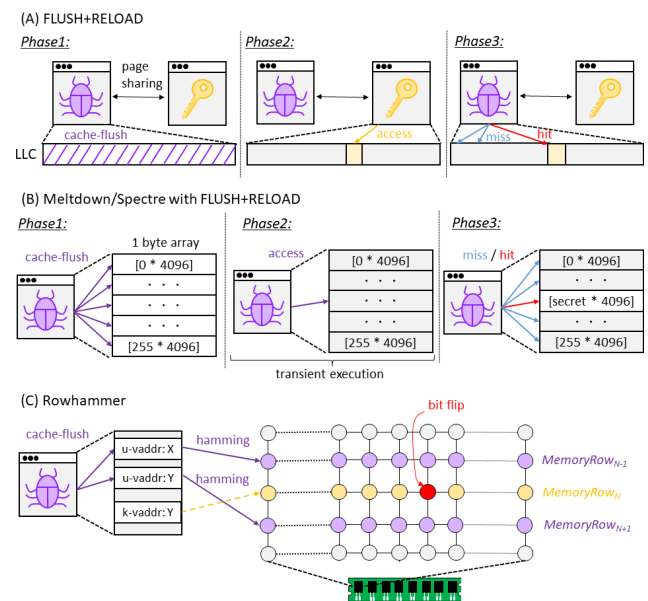 (A) FLUSH+RELOAD
Phase1:
Phase2:
Phase3:
page
sharing
cache-flush
access
miss
hit
LLC
(B) Meltdown/Spectre with FLUSH+RELOAD
Phase1:
Phase2:
Phase3:
1 byte array
cache-flush
access
miss / hit
[0 * 4096]
[0 * 4096]
[0 * 4096]
. . .
. . .
. . .
. . .
. . .
[secret * 4096]
. . .
. . .
. . .
[255 * 4096]
[255 * 4096]
[255 * 4096]
transient execution
(C) Rowhammer
bit flip
cache-flush
hamming
u-vaddr: X
MemoryRowN-1
hamming
u-vaddr: Y
MemoryRowN
k-vaddr: Y
MemoryRowN+1